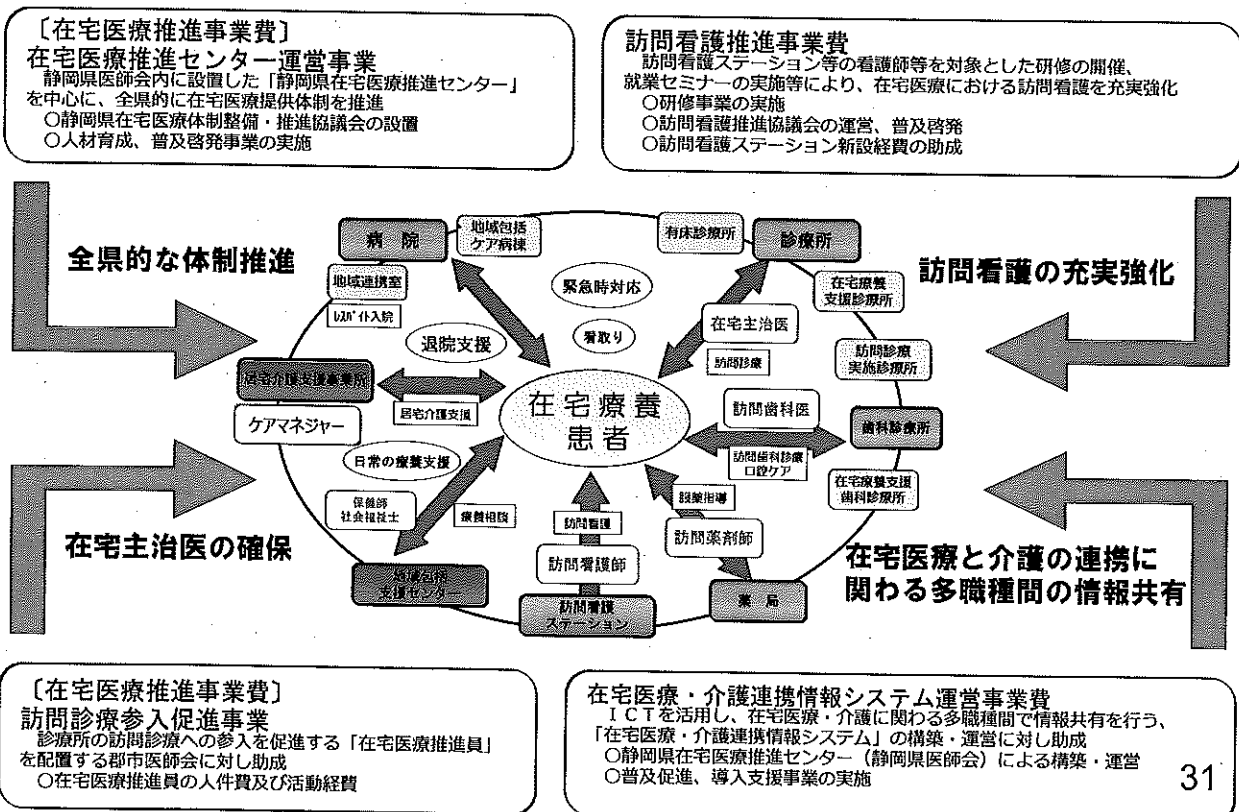 〔在宅医療推進事業費〕
在宅医療推進センター運営事業
静岡県医師会内に設置した「静岡県在宅医療推進センター」
を中心に、全県的に在宅医療提供体制を推進
○静岡県在宅医療体制整備・推進協議会の設置
○人材育成、普及啓発事業の実施
訪問看護推進事業費
訪問看護ステーション等の看護師等を対象とした研修の開催、
就業セミナーの実施等により、在宅医療における訪問看護を充実強化
○研修事業の実施
○訪問看護推進協議会の運営、普及啓発
○訪問看護ステーション新設経費の助成
全県的な体制推進
訪問看護の充実強化
病 院
地域包括
ケア病棟
有床診療所
診療所
地域連携室
レスパイト入院
緊急時対応
看取り
退院支援
在宅主治医
訪問診療
在宅療養
支援診療所
訪問診療
実施診療所
居宅介護支援事業所
居宅介護支援
ケアマネジャー
在宅療養
患者
訪問歯科医
訪問歯科診療
口腔ケア
歯科診療所
在宅療養支援
歯科診療所
日常の療養支援
保健師
社会福祉士
療養相談
訪問看護
訪問看護師
服薬指導
訪問薬剤師
地域包括
支援センター
訪問看護
ステーション
薬 局
在宅主治医の確保
在宅医療と介護の連携に
関わる多職種間の情報共有
〔在宅医療推進事業費〕
訪問診療参入促進事業
診療所の訪問診療への参入を促進する「在宅医療推進員」
を配置する郡市医師会に対し助成
○在宅医療推進員の人件費及び活動経費
在宅医療・介護連携情報システム運営事業費
ＩＣＴを活用し、在宅医療・介護に関わる多職種間で情報共有を行う、
「在宅医療・介護連携情報システム」の構築・運営に対し助成
○静岡県在宅医療推進センター（静岡県医師会）による構築・運営
○普及促進、導入支援事業の実施
31